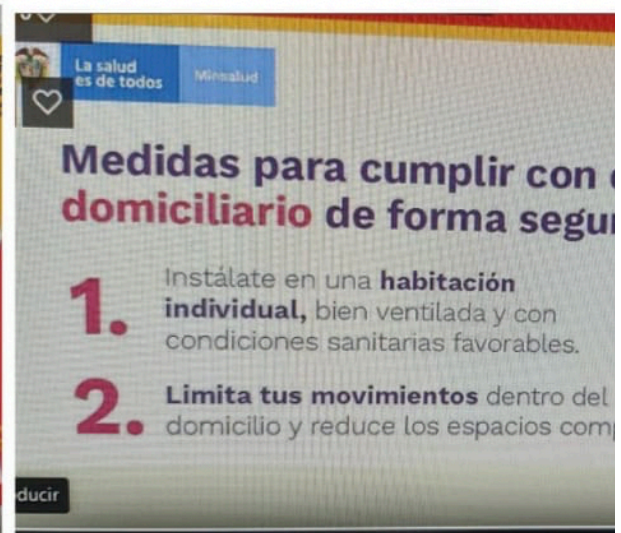 La salud
es de todos
Minsalud
Medidas para cumplir con
domiciliario de forma segu
1. Instálate en una habitación
individual, bien ventilada y con
condiciones sanitarias favorables.
2. Limita tus movimientos dentro del
domicilio y reduce los espacios comp
ducir